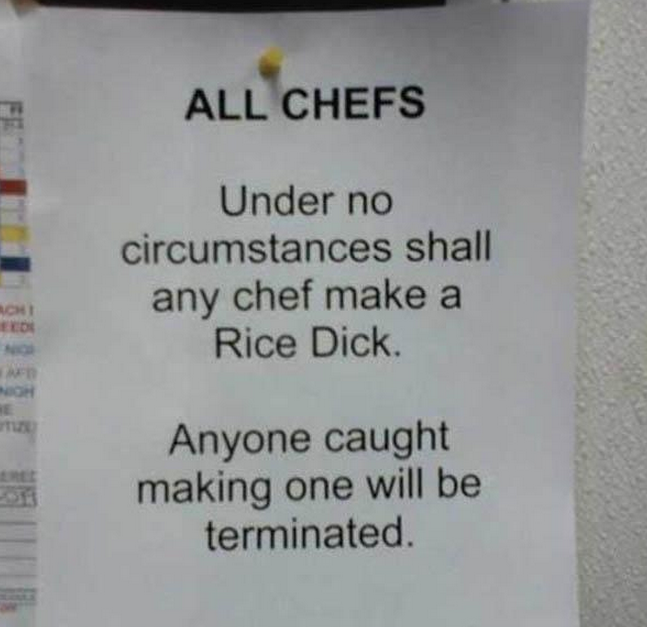 ALL CHEFS
Under no
circumstances shall
any chef make a
Rice Dick.
Anyone caught
making one will be
terminated.